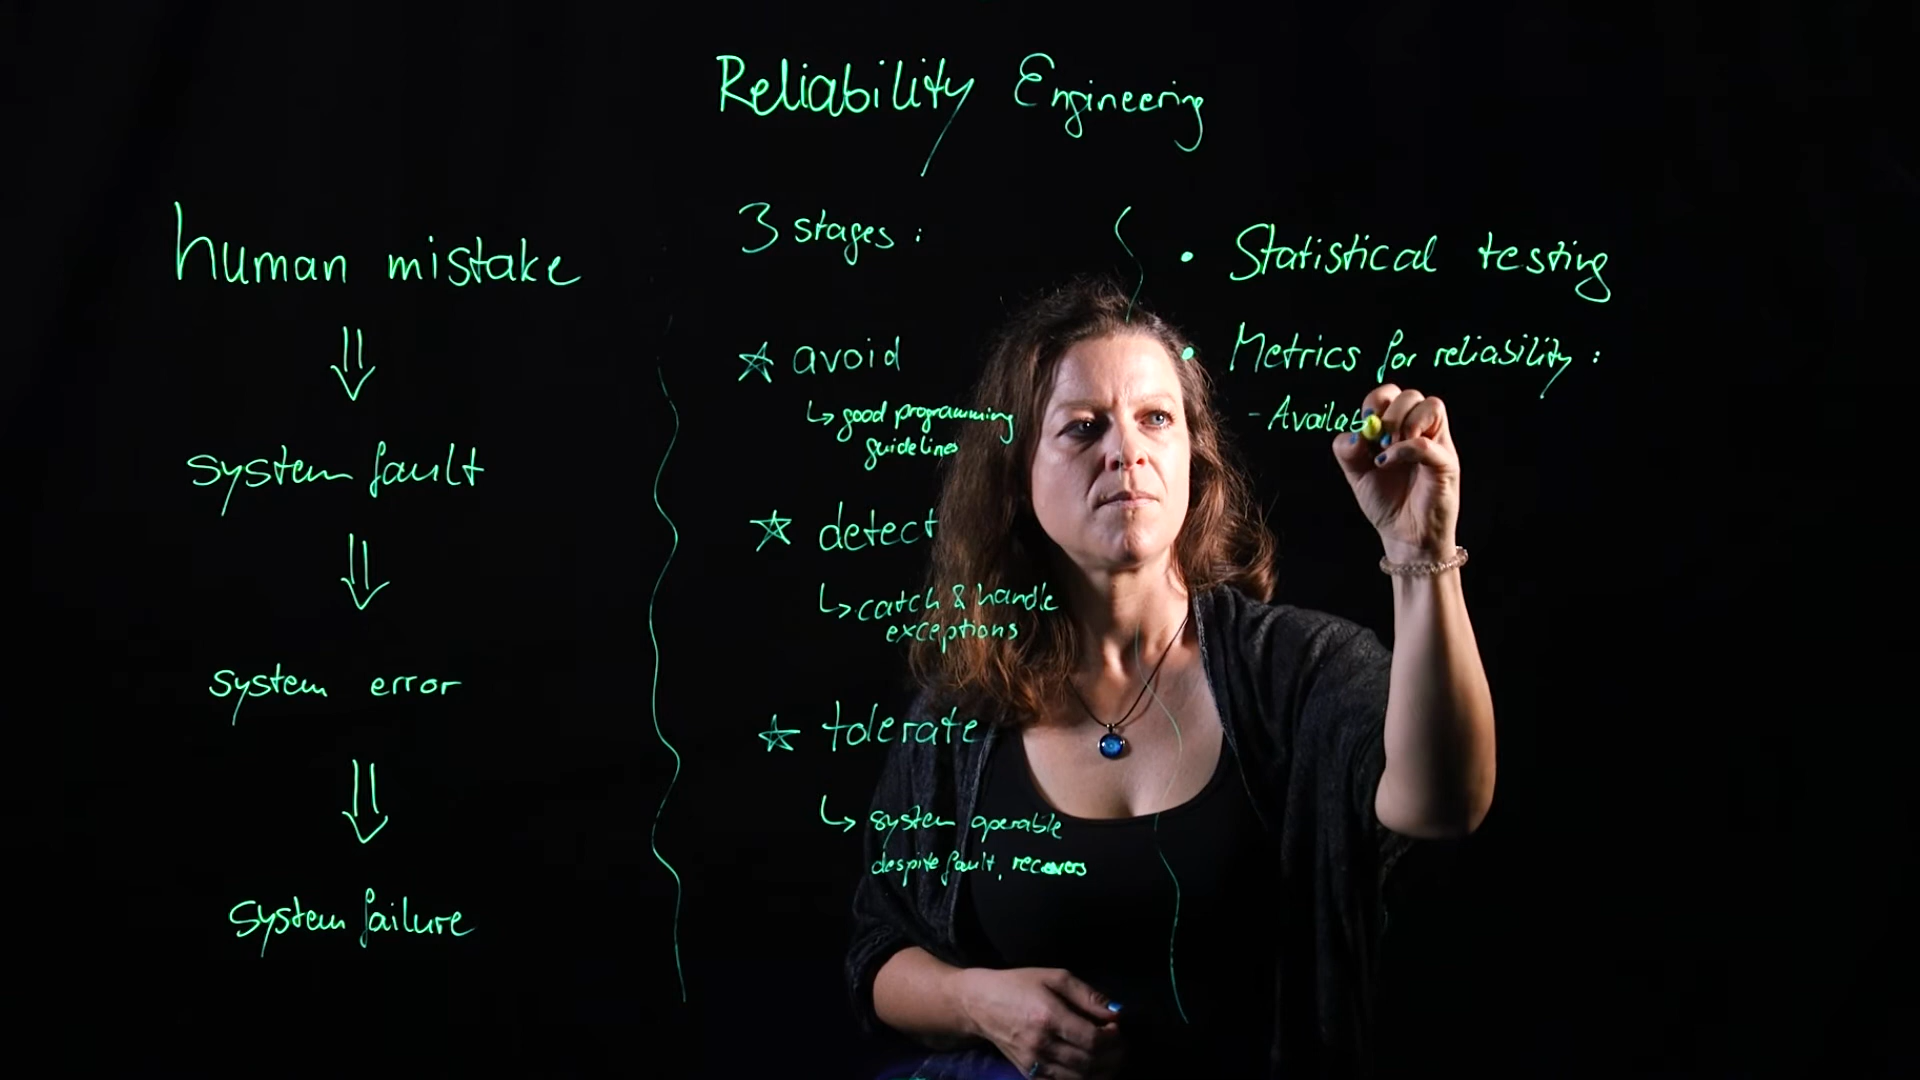 Reliability Engineering
human mistake
⇓
system fault
⇓
system error
⇓
system failure
3 stages :
☆ avoid
↳ good programming
guidelines
☆ detect
↳ catch & handle
exceptions
☆ tolerate
↳ system operable
despite fault, recovers
• Statistical testing
• Metrics for reliability :
- Availab